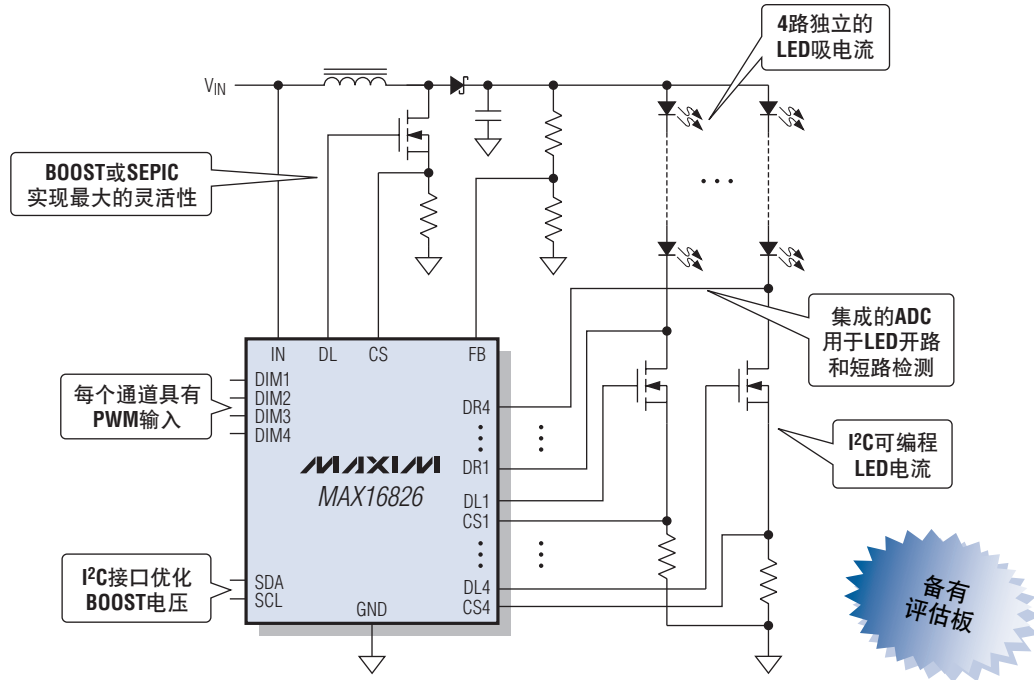 4路独立的
LED吸电流
VIN
BOOST或SEPIC
实现最大的灵活性
集成的ADC
用于LED开路
和短路检测
IN DL CS FB
每个通道具有
PWM输入
DIM1
DIM2
DIM3
DIM4
DR4
DR1
DL1
CS1
DL4
CS4
MAXIM
MAX16826
I²C可编程
LED电流
I²C接口优化
BOOST电压
SDA
SCL
GND
备有
评估板